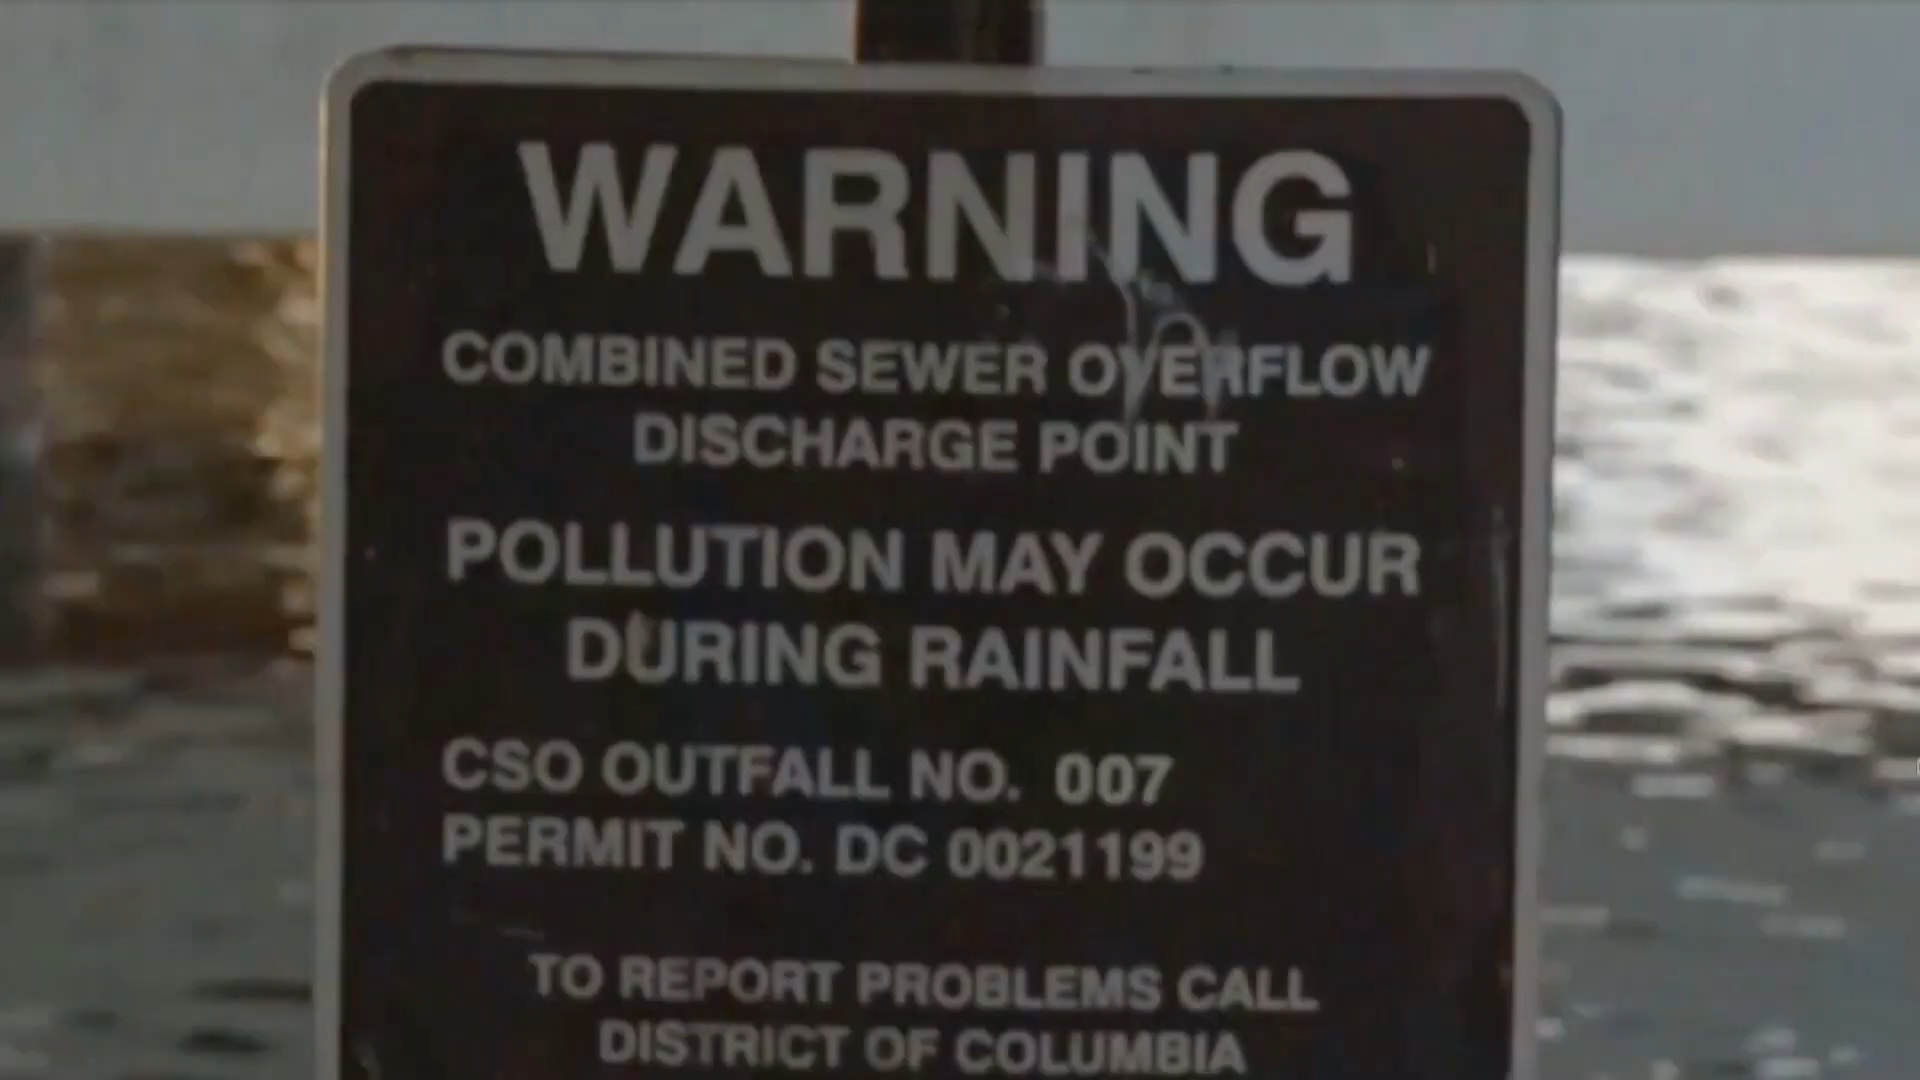 WARNING
COMBINED SEWER OVERFLOW
DISCHARGE POINT
POLLUTION MAY OCCUR
DURING RAINFALL
CSO OUTFALL NO. 007
PERMIT NO. DC 0021199
TO REPORT PROBLEMS CALL
DISTRICT OF COLUMBIA